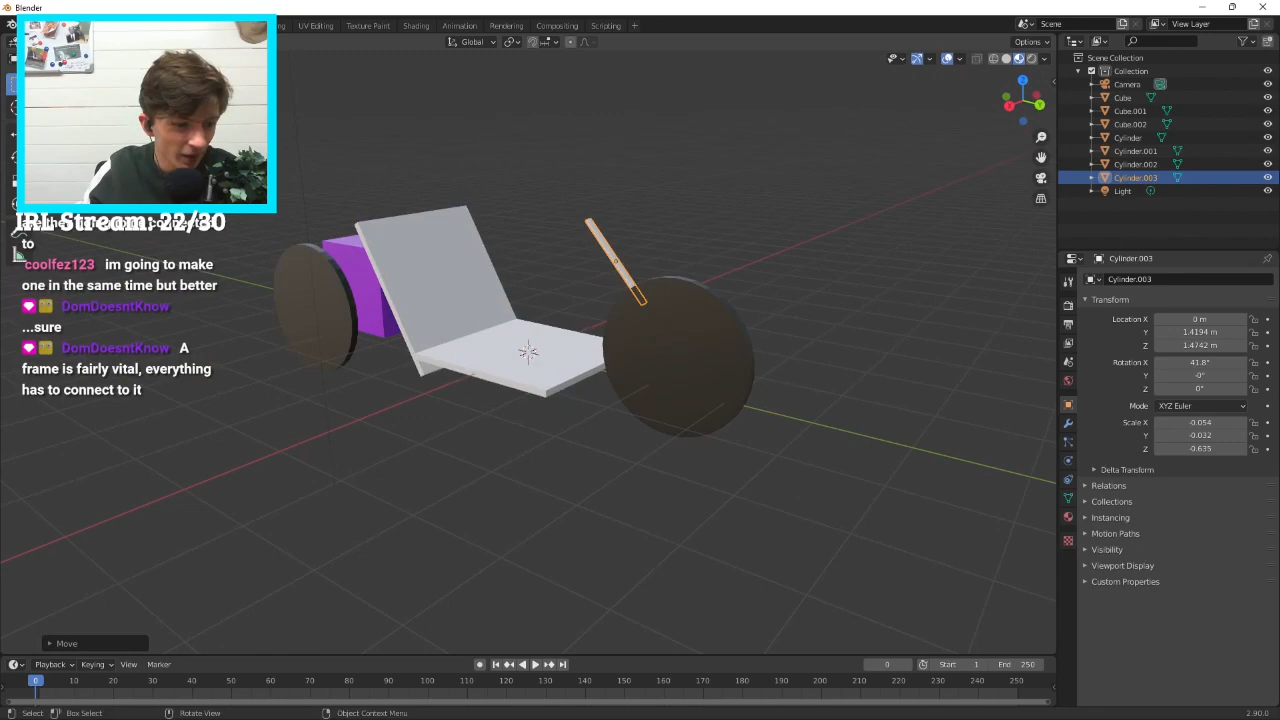 Blender
UV Editing
Texture Paint
Shading
Animation
Rendering
Compositing
Scripting
Scene
View Layer
Global
Options
Scene Collection
Collection
Camera
Cube
Cube.001
Cube.002
Cylinder
Cylinder.001
Cylinder.002
Cylinder.003
Light
IRL Stream: 22/30
to
coolfez123 im going to make
one in the same time but better
DomDoesntKnow
...sure
DomDoesntKnow A
frame is fairly vital, everything
has to connect to it
Z
Y
Cylinder.003
Cylinder.003
Transform
Location X 0 m
Y 1.4194 m
Z 1.4742 m
Rotation X 41.8°
Y -0°
Z 0°
Mode XYZ Euler
Scale X -0.054
Y -0.032
Z -0.635
Delta Transform
Relations
Collections
Instancing
Motion Paths
Visibility
Viewport Display
Custom Properties
Move
Playback
Keying
View
Marker
0
Start 1
End 250
0 10 20 30 40 50 60 70 80 90 100 110 120 130 140 150 160 170 180 190 200 210 220 230 240 250
Select
Box Select
Rotate View
Object Context Menu
2.90.0